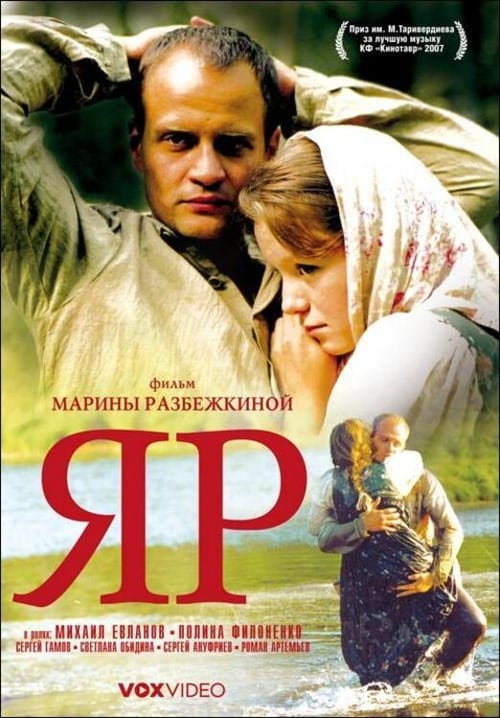 Приз им. М.Таривердиева
за лучшую музыку
КФ «Кинотавр» 2007
фильм
МАРИНЫ РАЗБЕЖКИНОЙ
ЯР
в ролях: МИХАИЛ ЕВЛАНОВ • ПОЛИНА ФИЛОНЕНКО
СЕРГЕЙ ГАМОВ • СВЕТЛАНА ОБИДИНА • СЕРГЕЙ АНУФРИЕВ • РОМАН АРТЕМЬЕВ
VOXVIDEO